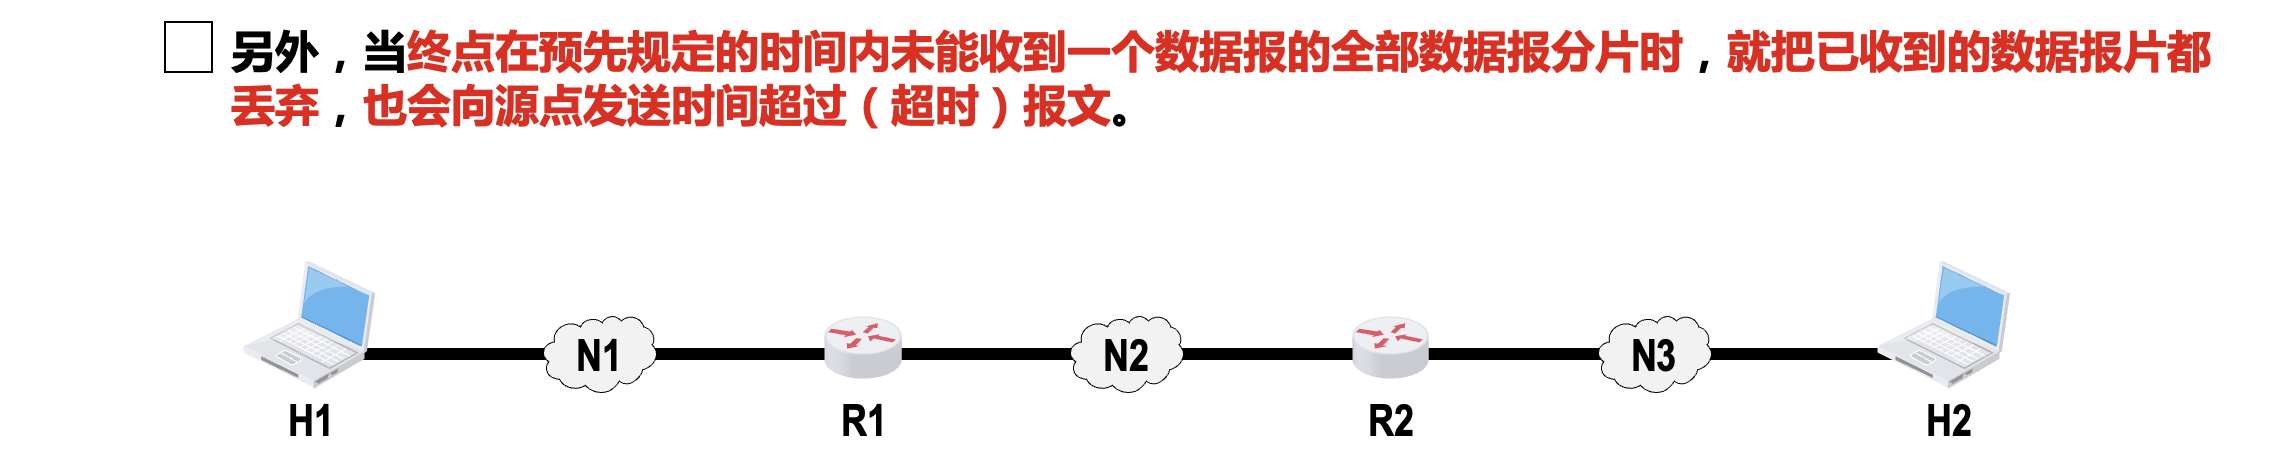 另外，当终点在预先规定的时间内未能收到一个数据报的全部数据报分片时，就把已收到的数据报片都
丢弃，也会向源点发送时间超过（超时）报文。
N1 N2 N3
H1 R1 R2 H2